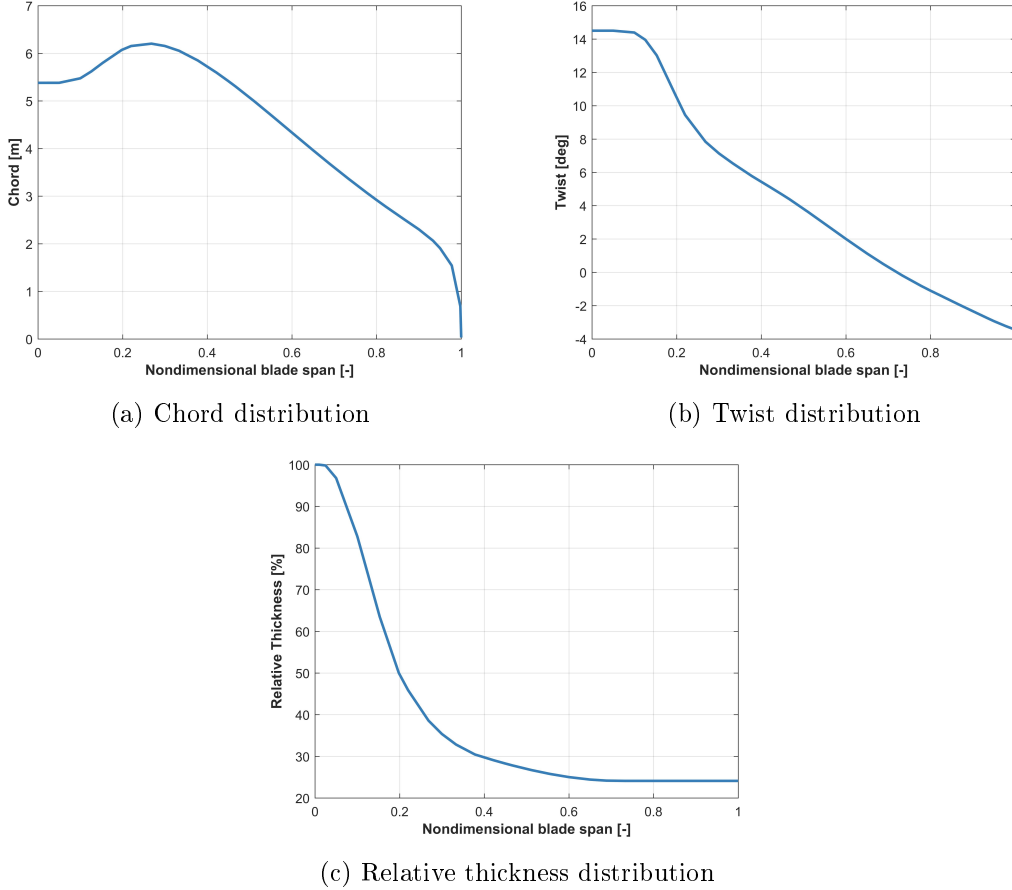 7
6
5
4
3
2
1
0
Chord [m]
0 0.2 0.4 0.6 0.8 1
Nondimensional blade span [-]
(a) Chord distribution
16
14
12
10
8
6
4
2
0
-2
-4
Twist [deg]
0 0.2 0.4 0.6 0.8
Nondimensional blade span [-]
(b) Twist distribution
100
90
80
70
60
50
40
30
20
Relative Thickness [%]
0 0.2 0.4 0.6 0.8 1
Nondimensional blade span [-]
(c) Relative thickness distribution